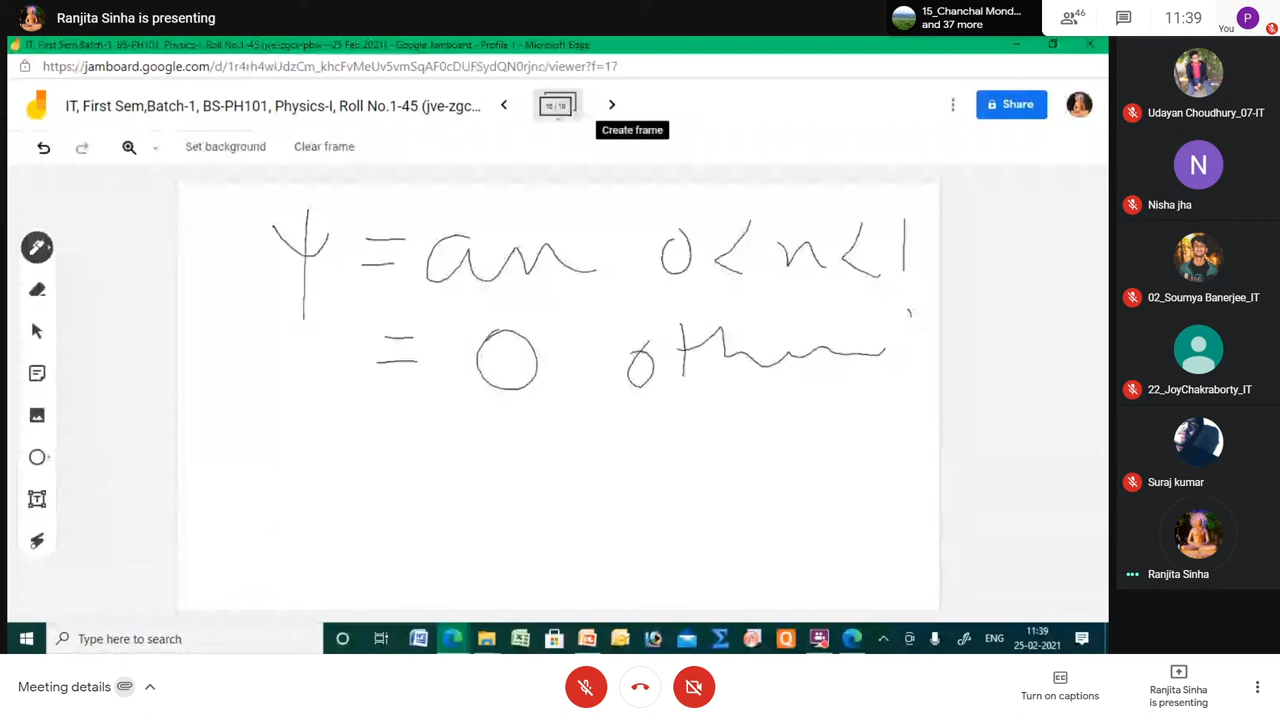 Ranjita Sinha is presenting
15_Chanchal Mond...
and 37 more
46
11:39
You
P
IT, First Sem,Batch-1, BS-PH101, Physics-I, Roll No.1-45 (jve-zgcx-pbw – 25 Feb 2021) - Google Jamboard - Profile 1 - Microsoft Edge
https://jamboard.google.com/d/1r4rh4wUdzCm_khcFvMeUv5vmSqAF0cDUFSydQN0rjnc/viewer?f=17
IT, First Sem,Batch-1, BS-PH101, Physics-I, Roll No.1-45 (jve-zgc...
18 / 18
Share
Create frame
Set background
Clear frame
ψ = an 0 < n < 1
= 0
Udayan Choudhury_07-IT
N
Nisha jha
02_Soumya Banerjee_IT
22_JoyChakraborty_IT
Suraj kumar
Ranjita Sinha
Type here to search
ENG
11:39
25-02-2021
Meeting details
Turn on captions
Ranjita Sinha
is presenting